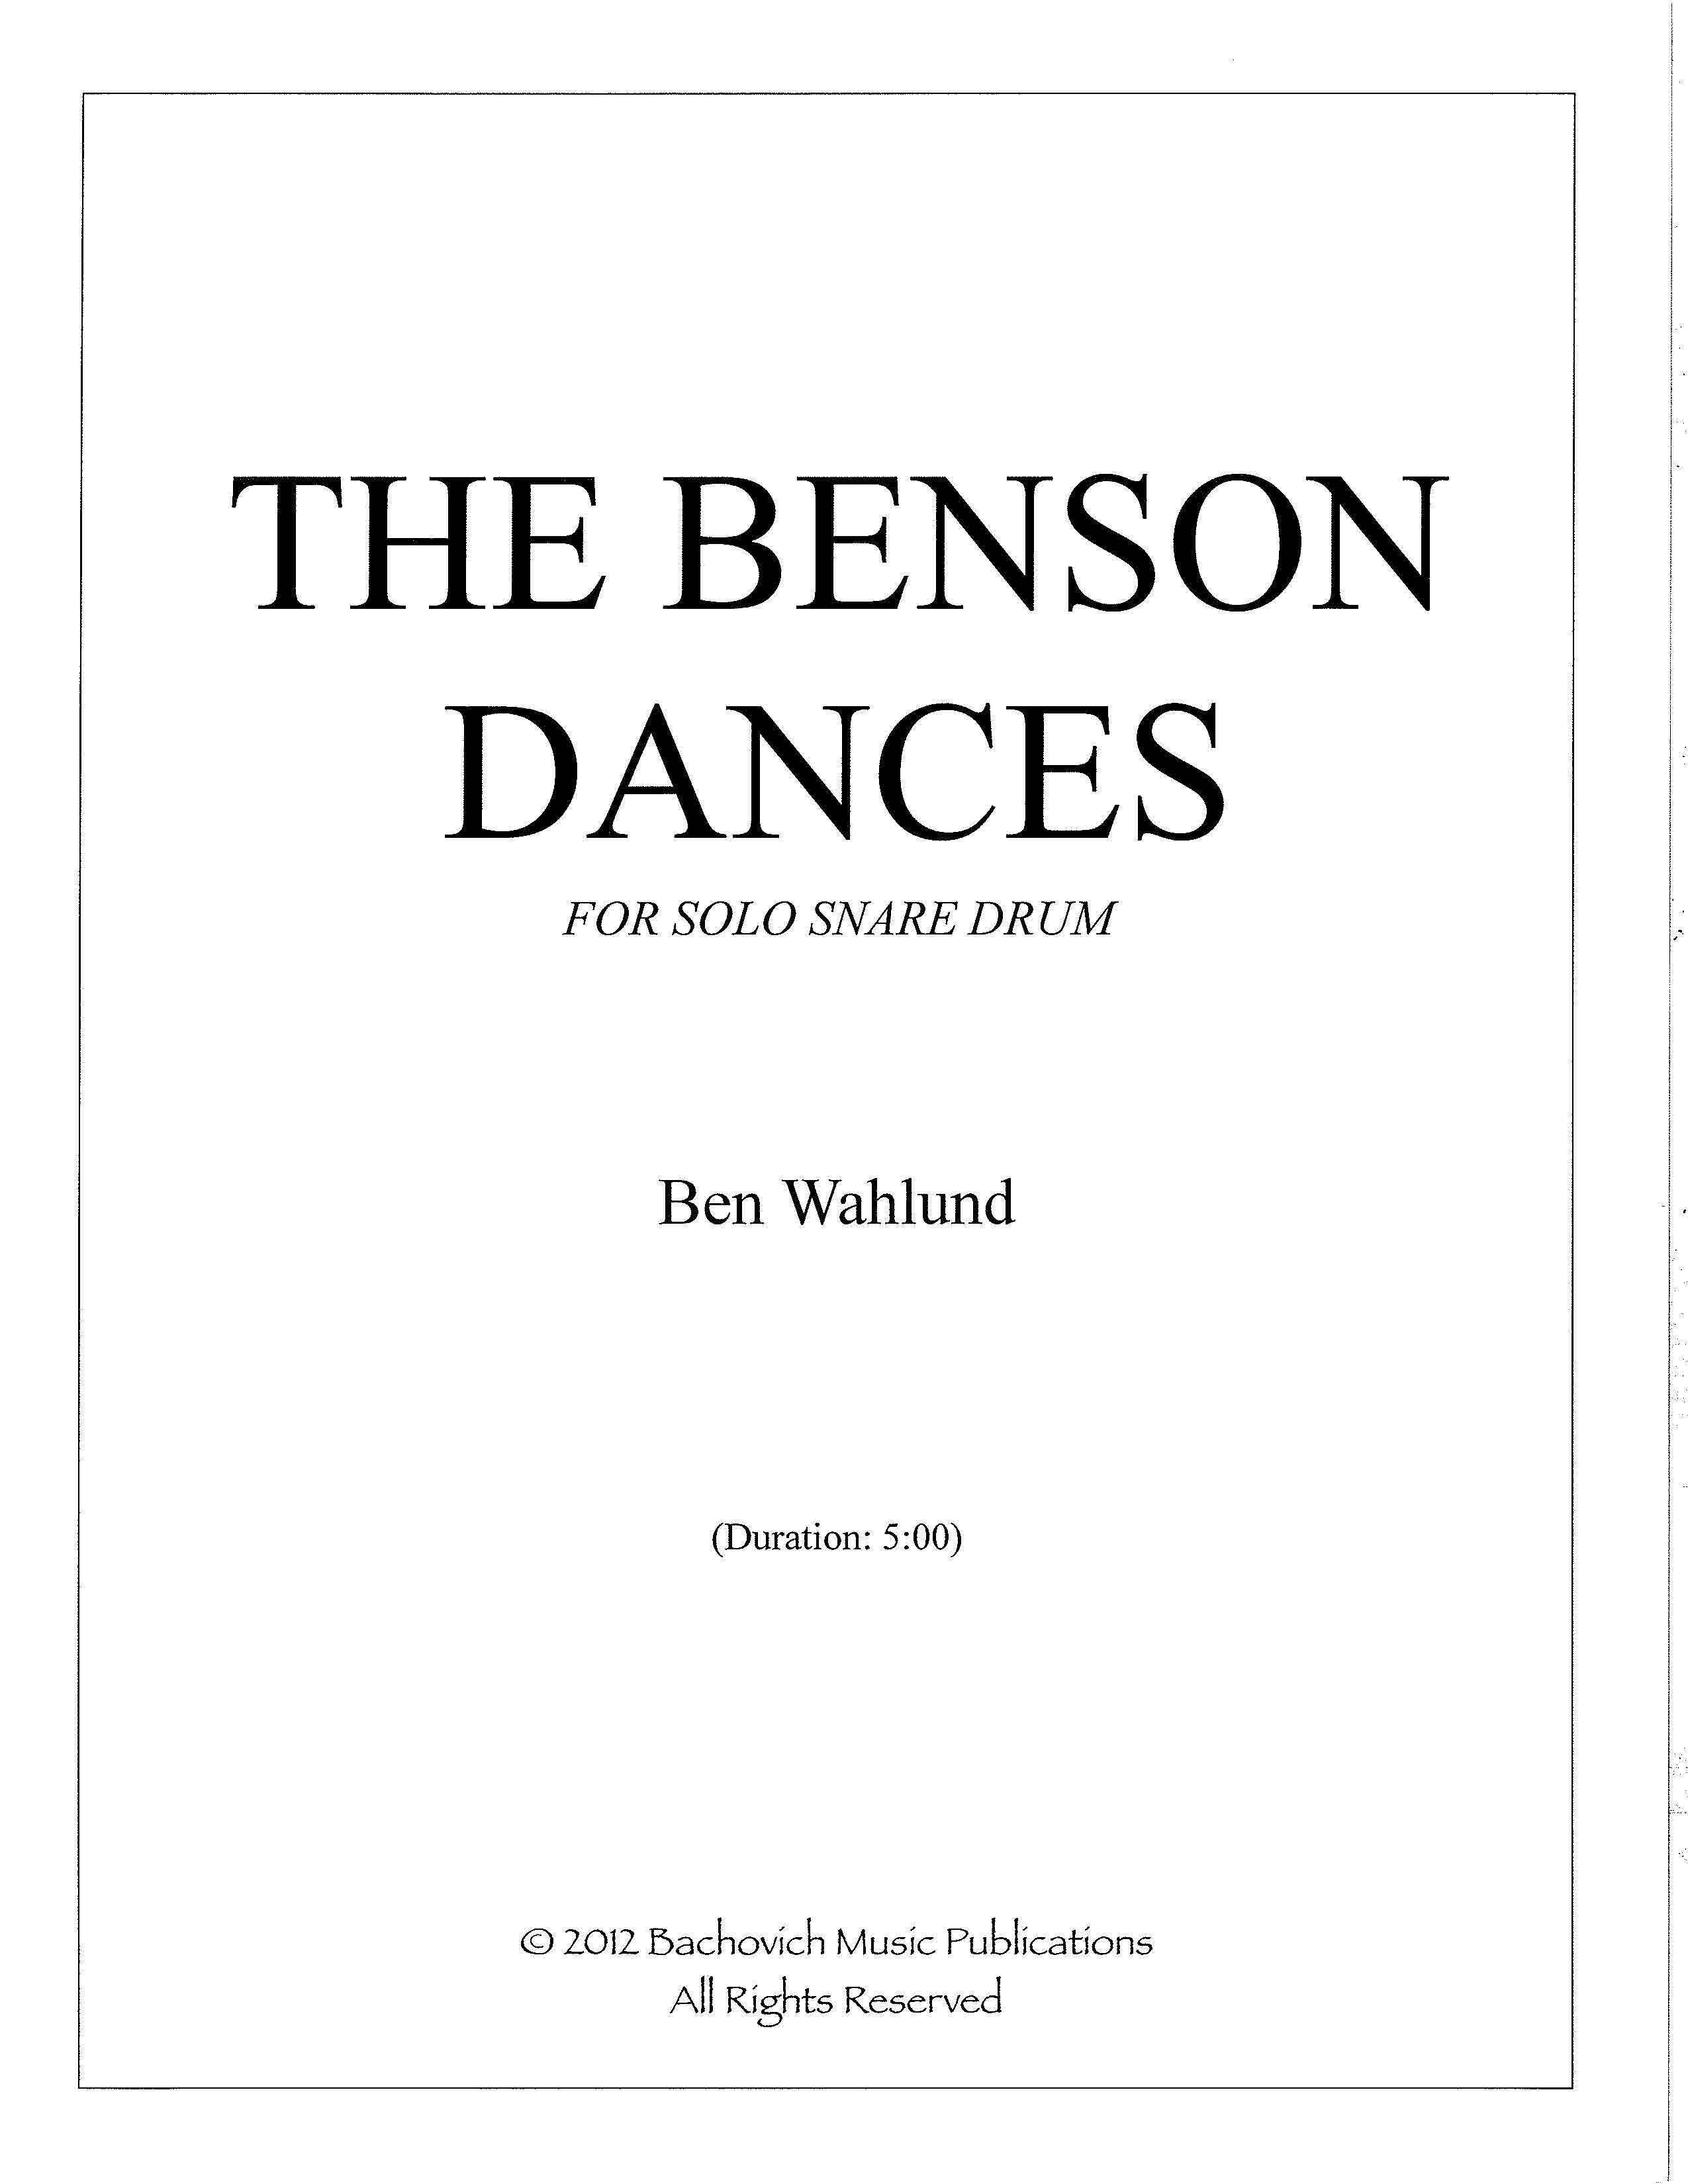 THE BENSON
DANCES
FOR SOLO SNARE DRUM
Ben Wahlund
(Duration: 5:00)
© 2012 Bachovich Music Publications
All Rights Reserved